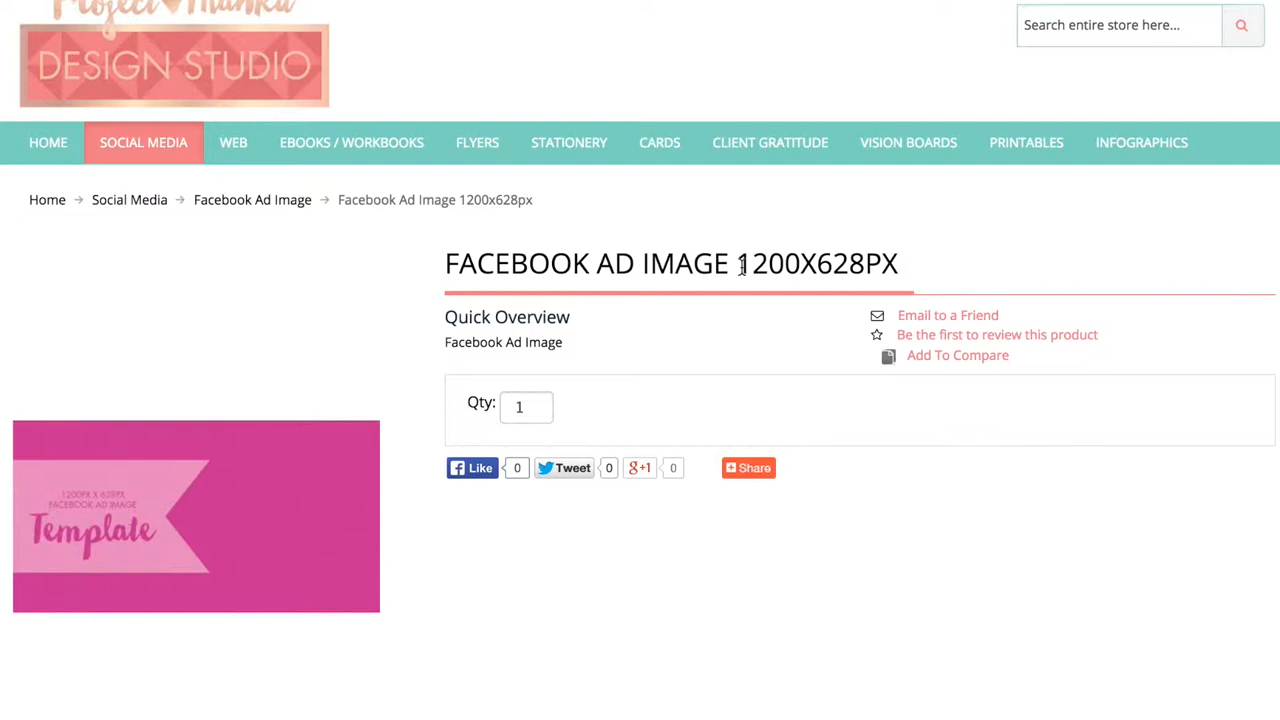 DESIGN STUDIO
Search entire store here...
HOME SOCIAL MEDIA WEB EBOOKS / WORKBOOKS FLYERS STATIONERY CARDS CLIENT GRATITUDE VISION BOARDS PRINTABLES INFOGRAPHICS
Home → Social Media → Facebook Ad Image → Facebook Ad Image 1200x628px
FACEBOOK AD IMAGE 1200X628PX
Quick Overview
Facebook Ad Image
Email to a Friend
Be the first to review this product
Add To Compare
Qty: 1
Like 0 Tweet 0 g+1 0 Share
1200PX X 628PX
FACEBOOK AD IMAGE
Template